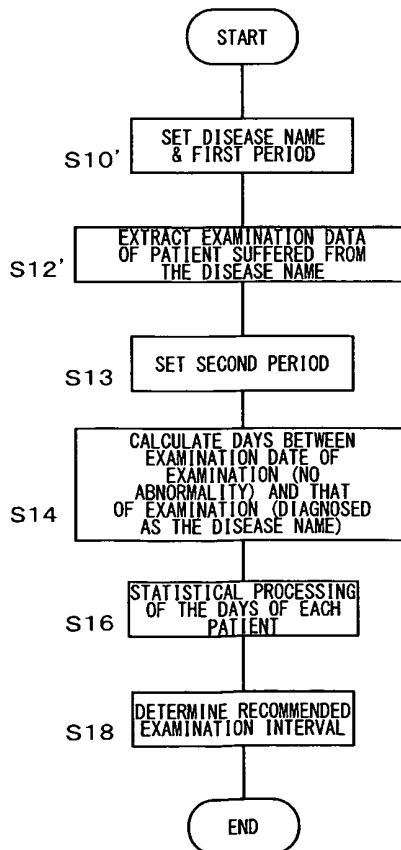 START
S10'
SET DISEASE NAME
& FIRST PERIOD
S12'
EXTRACT EXAMINATION DATA
OF PATIENT SUFFERED FROM
THE DISEASE NAME
S13
SET SECOND PERIOD
S14
CALCULATE DAYS BETWEEN
EXAMINATION DATE OF
EXAMINATION (NO
ABNORMALITY) AND THAT
OF EXAMINATION (DIAGNOSED
AS THE DISEASE NAME)
S16
STATISTICAL PROCESSING
OF THE DAYS OF EACH
PATIENT
S18
DETERMINE RECOMMENDED
EXAMINATION INTERVAL
END